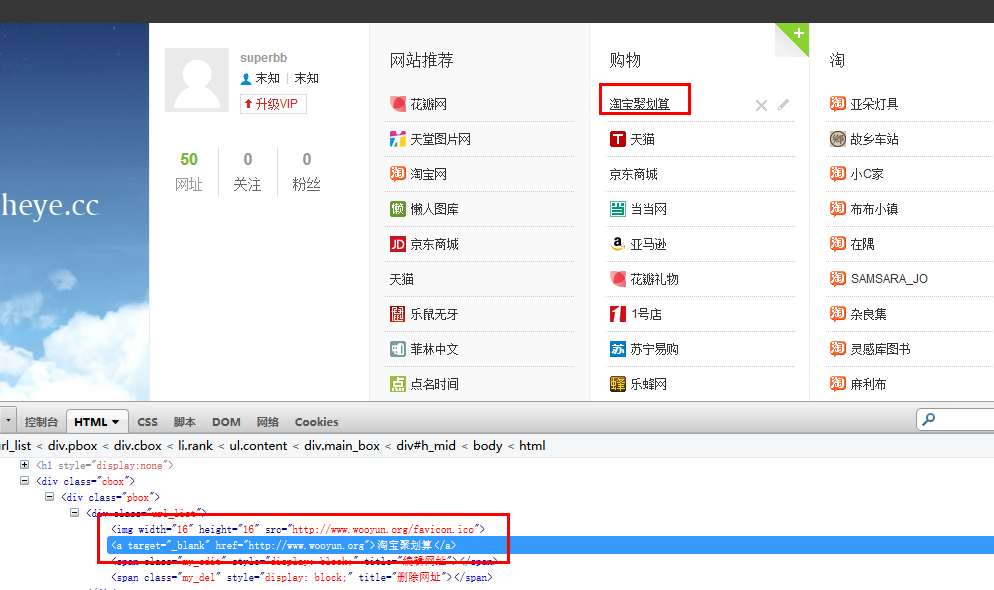 heye.cc
superbb
末知 | 末知
升级VIP
50 0 0
网址 关注 粉丝
网站推荐
花瓣网
天堂图片网
淘宝网
懒人图库
京东商城
天猫
乐鼠无牙
菲林中文
点名时间
购物
淘宝聚划算
天猫
京东商城
当当网
亚马逊
花瓣礼物
1号店
苏宁易购
乐蜂网
淘
亚朵灯具
故乡车站
小C家
布布小镇
在隅
SAMSARA_JO
杂良集
灵感库图书
麻利布
控制台 HTML CSS 脚本 DOM 网络 Cookies
rl_list < div.pbox < div.cbox < li.rank < ul.content < div.main_box < div#h_mid < body < html
<h1 style="display:none">
<div class="cbox">
<div class="pbox">
<div class="url_list">
<img width="16" height="16" src="http://www.wooyun.org/favicon.ico">
<a target="_blank" href="http://www.wooyun.org">淘宝聚划算</a>
<span class="my_edit" style="display: block;" title="编辑网址"></span>
<span class="my_del" style="display: block;" title="删除网址"></span>